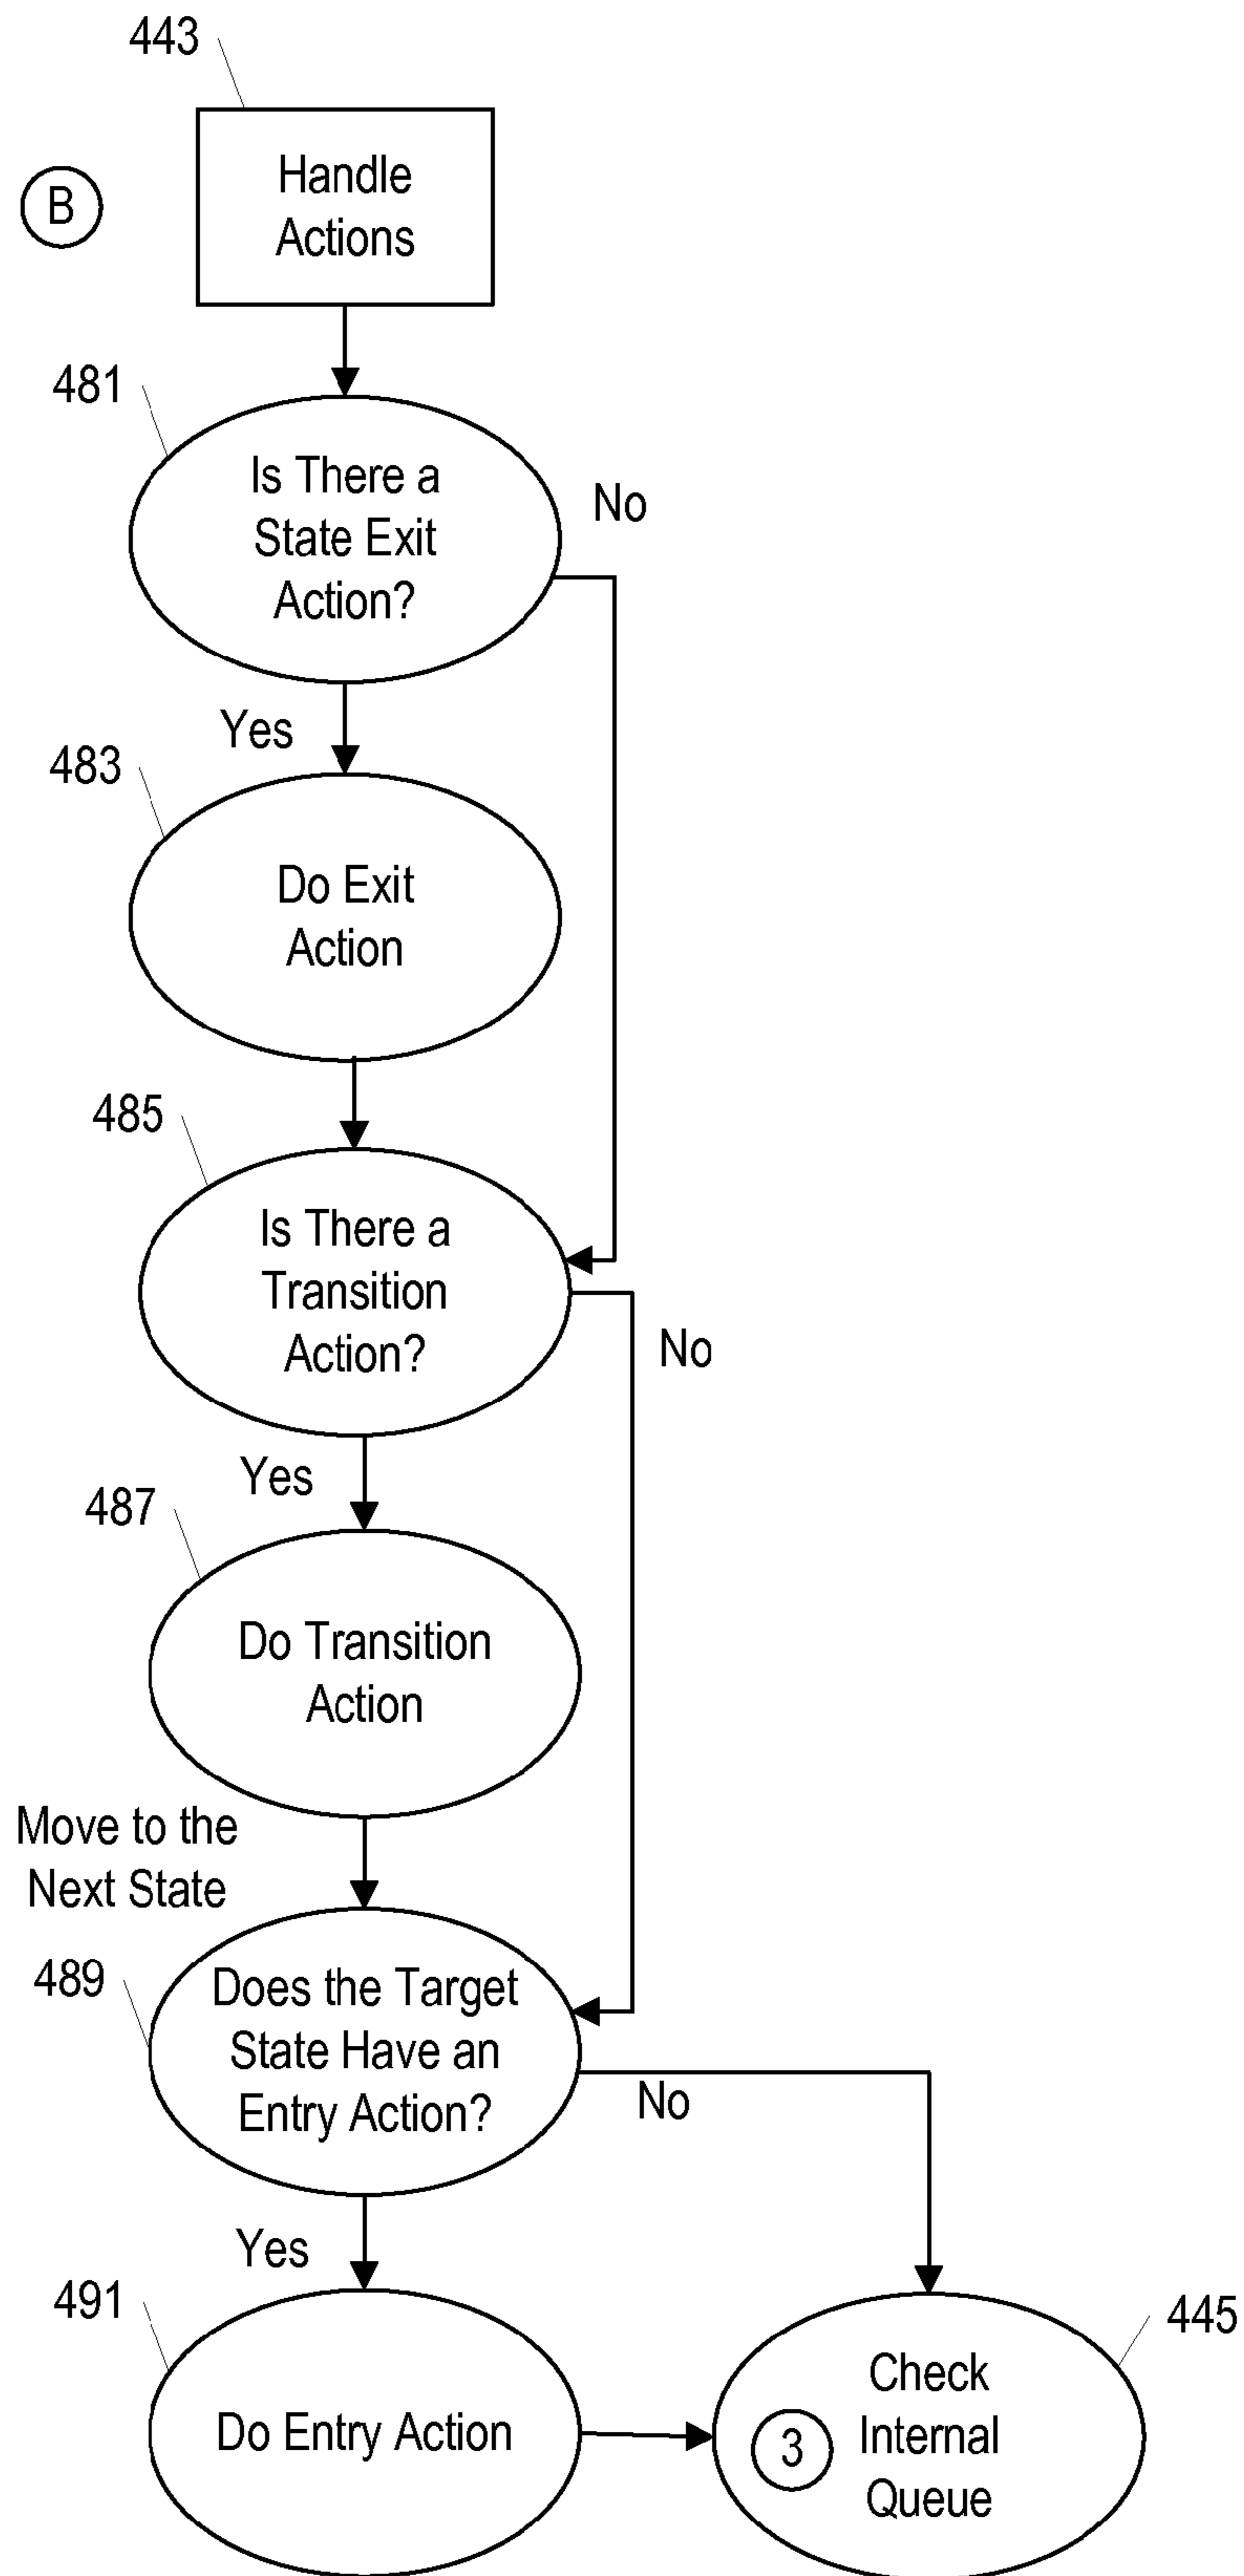 443
B
Handle
Actions
481
Is There a
State Exit
Action?
No
Yes
483
Do Exit
Action
485
Is There a
Transition
Action?
No
Yes
487
Do Transition
Action
Move to the
Next State
489
Does the Target
State Have an
Entry Action?
No
Yes
491
Do Entry Action
445
Check
3
Internal
Queue